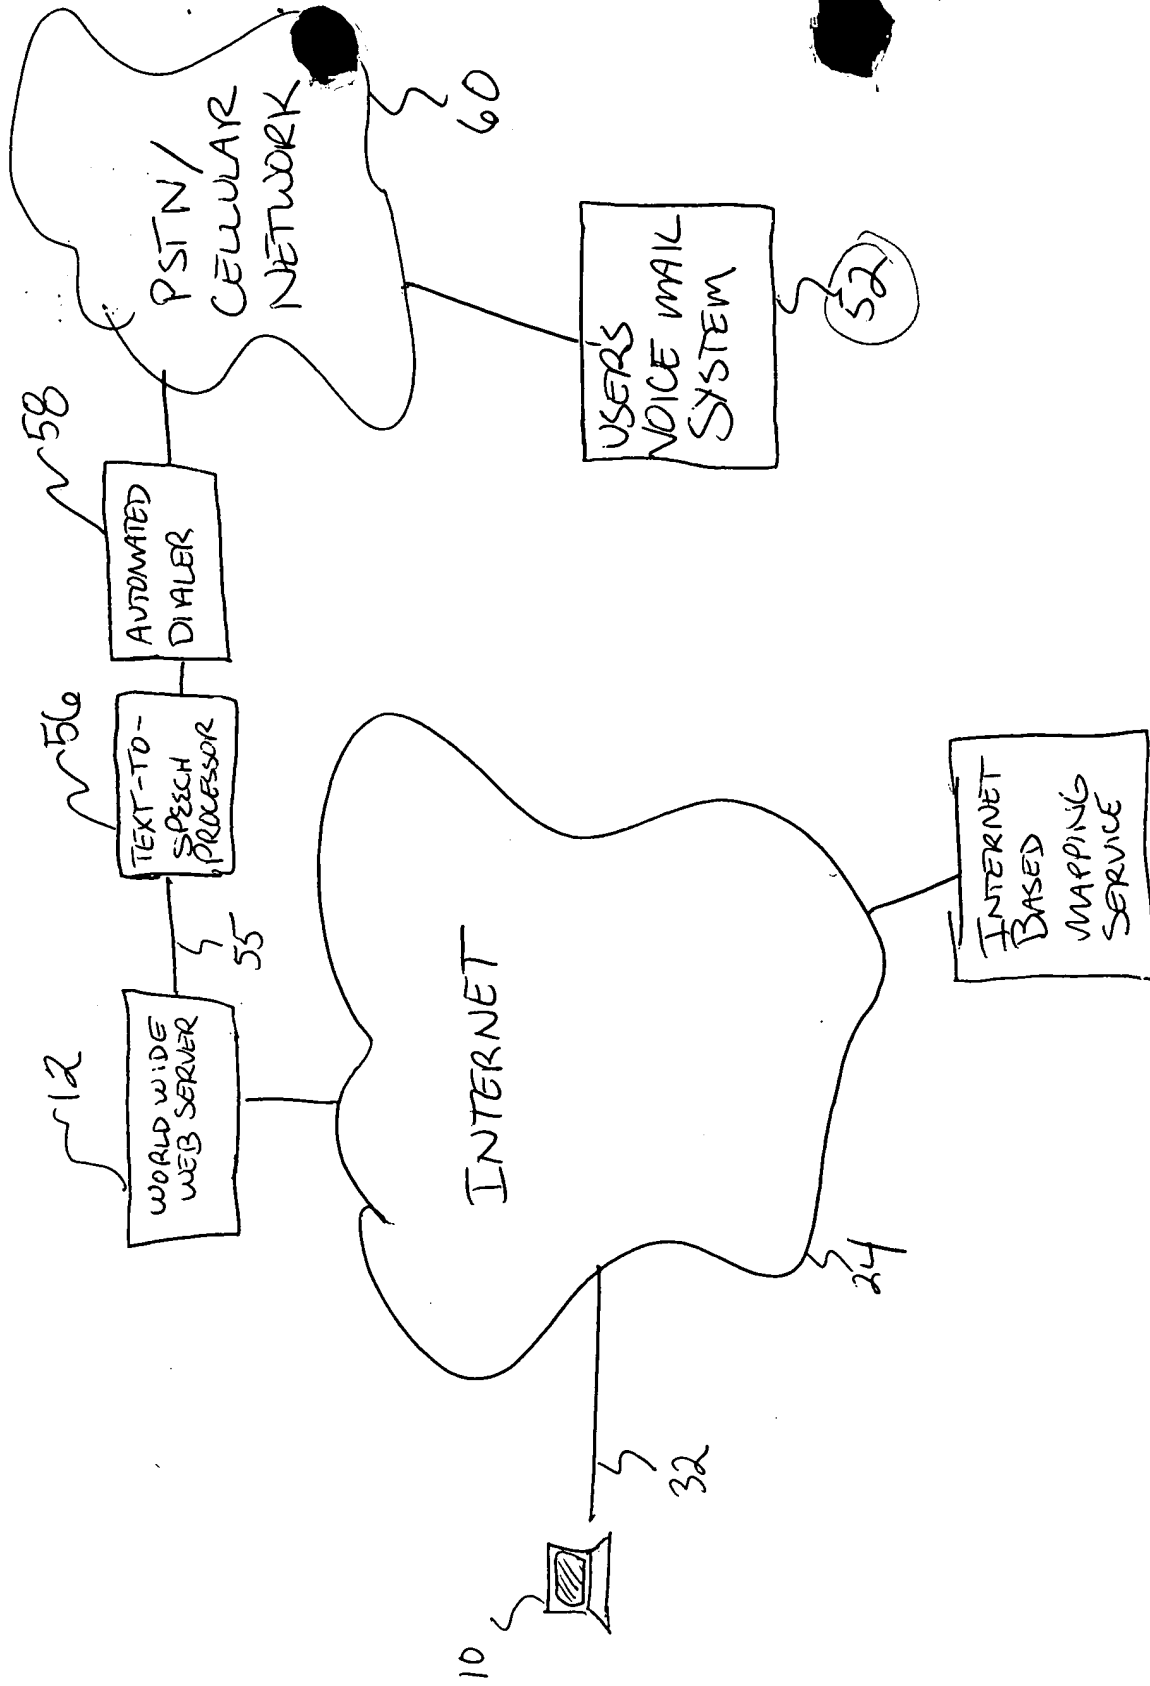 12
WORLD WIDE
WEB SERVER
55
56
TEXT-TO-
SPEECH
PROCESSOR
58
AUTOMATED
DIALER
PSTN/
CELLULAR
NETWORK
60
10
32
INTERNET
24
USER'S
VOICE MAIL
SYSTEM
52
INTERNET
BASED
MAPPING
SERVICE